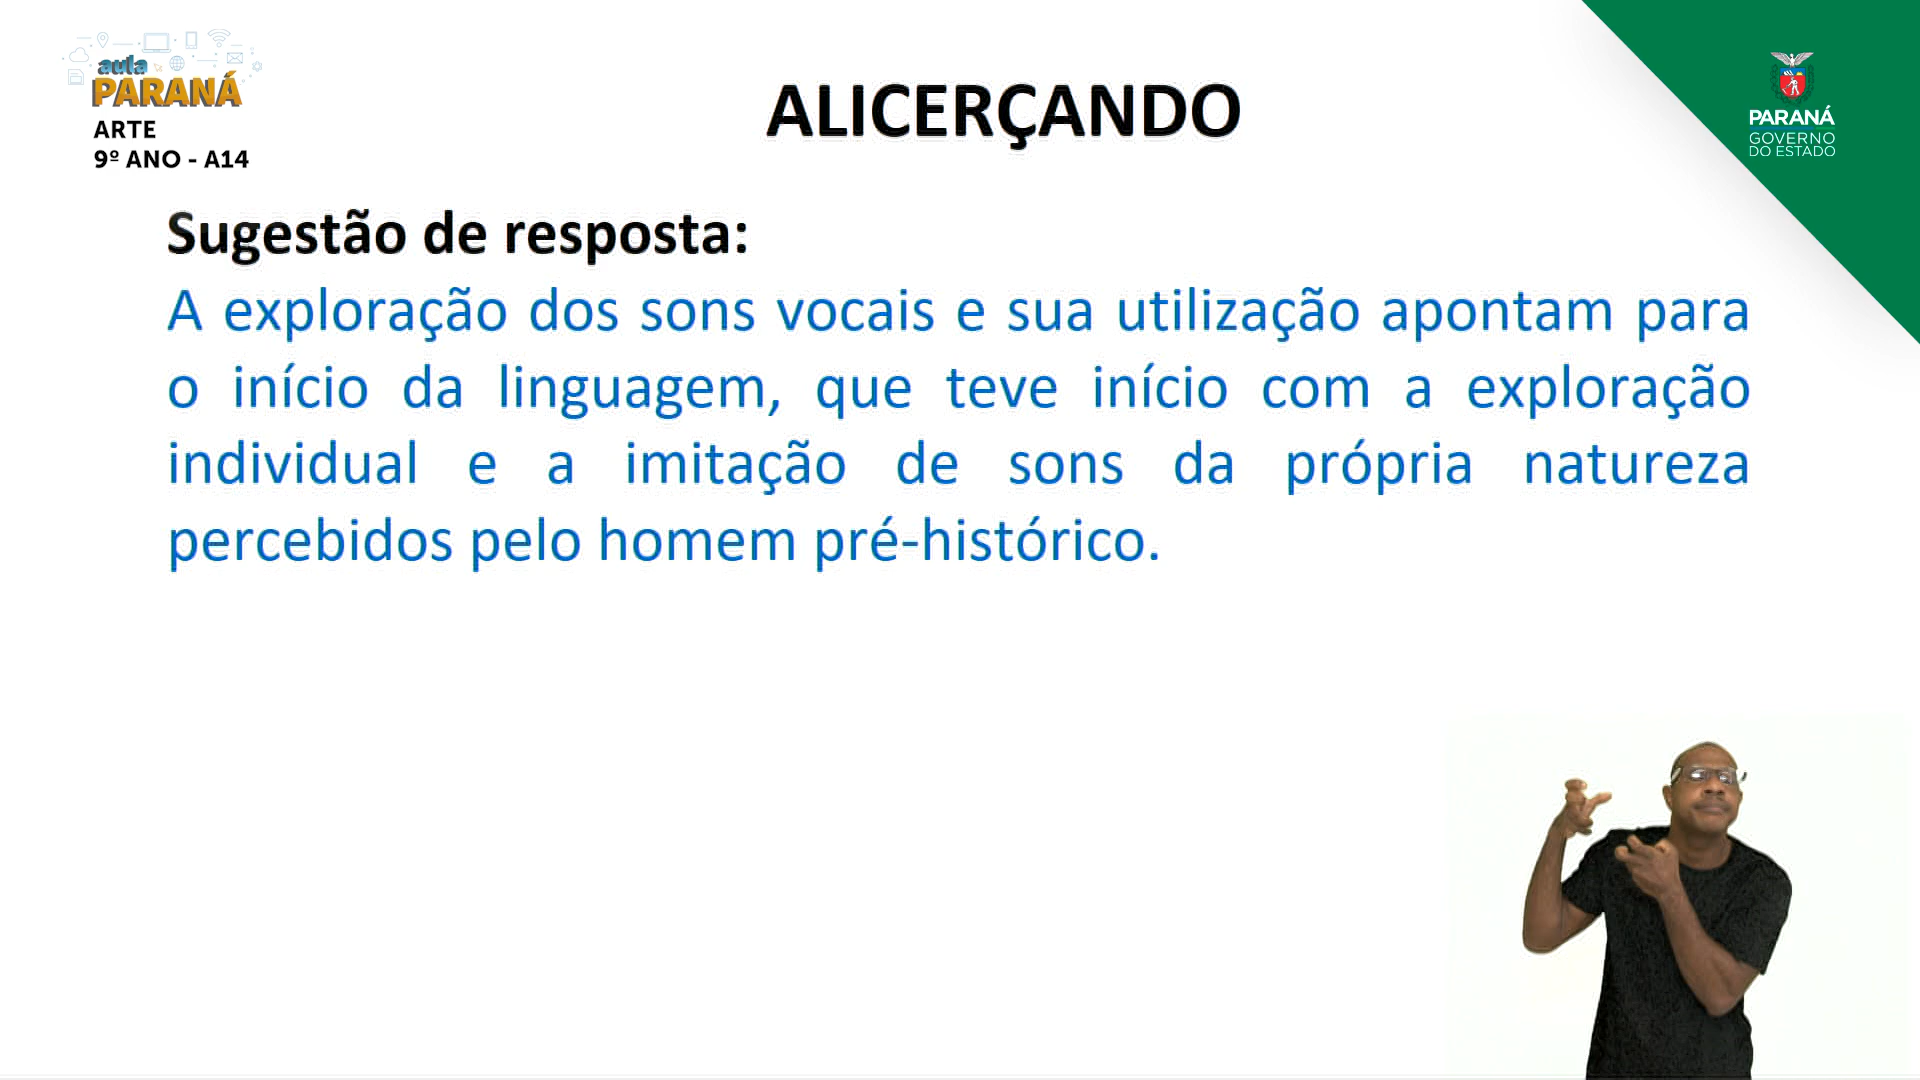 aula
PARANÁ
ARTE
9º ANO - A14
ALICERÇANDO
PARANÁ
GOVERNO
DO ESTADO
Sugestão de resposta:
A exploração dos sons vocais e sua utilização apontam para
o início da linguagem, que teve início com a exploração
individual e a imitação de sons da própria natureza
percebidos pelo homem pré-histórico.